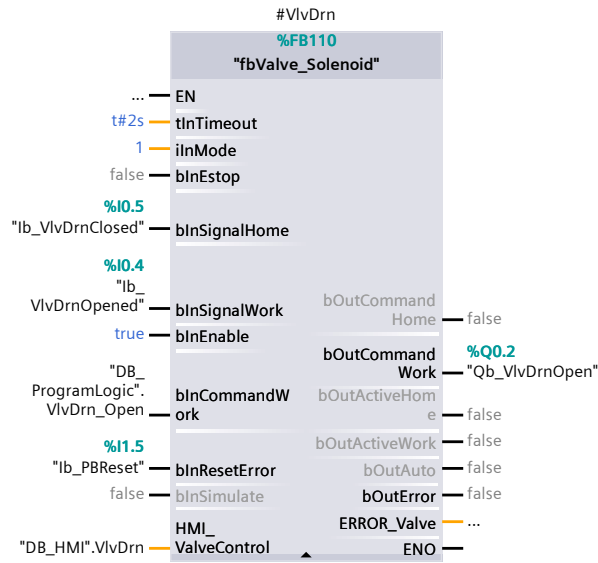 #VlvDrn
%FB110
"fbValve_Solenoid"
... EN
t#2s tInTimeout
1 iInMode
false bInEstop
%I0.5
"Ib_VlvDrnClosed" bInSignalHome
%I0.4
"Ib_
VlvDrnOpened" bInSignalWork
true bInEnable
"DB_
ProgramLogic".
VlvDrn_Open
bInCommandW
ork
%I1.5
"Ib_PBReset" bInResetError
false bInSimulate
"DB_HMI".VlvDrn
HMI_
ValveControl
bOutCommand
Home false
bOutCommand
Work
%Q0.2
"Qb_VlvDrnOpen"
bOutActiveHom
e false
bOutActiveWork false
bOutAuto false
bOutError false
ERROR_Valve ...
ENO